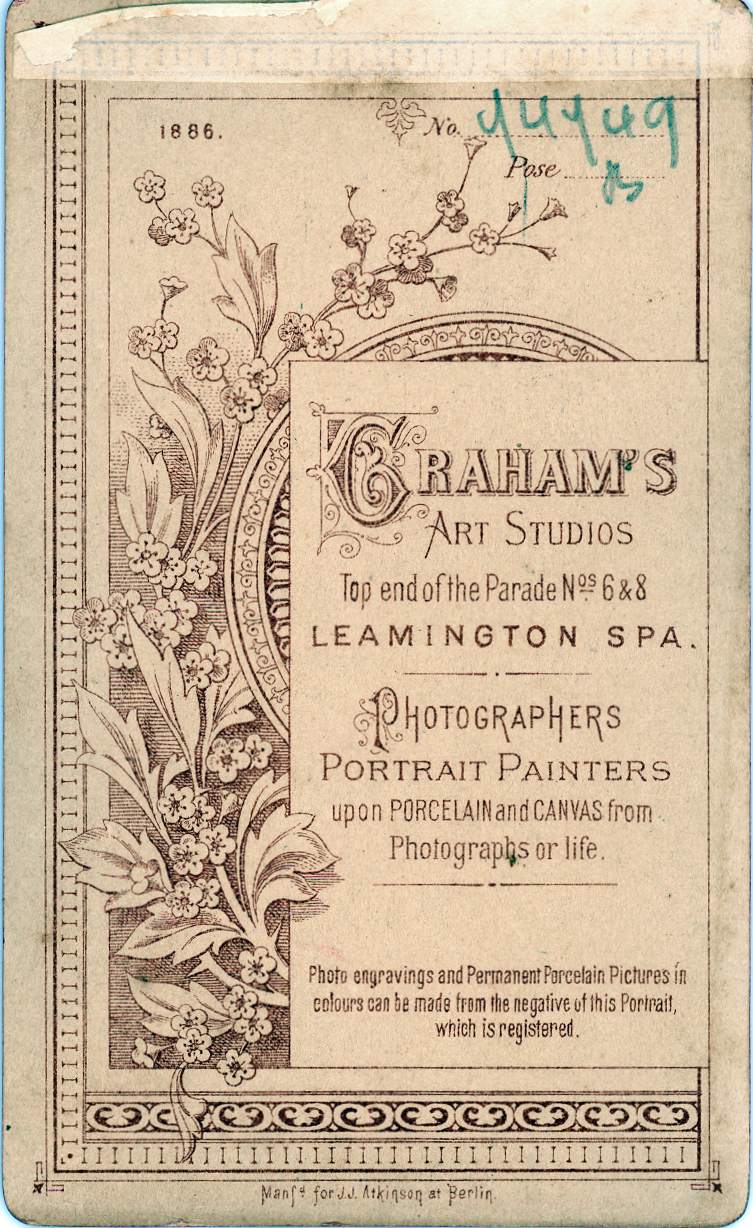 1886.
No. 44449
Pose
GRAHAM'S
ART STUDIOS
Top end of the Parade Nos. 6 & 8
LEAMINGTON SPA.
PHOTOGRAPHERS
PORTRAIT PAINTERS
upon PORCELAIN and CANVAS from
Photographs or life.
Photo engravings and Permanent Porcelain Pictures in
colours can be made from the negative of this Portrait,
which is registered.
Manfd. for J.J. Atkinson at Berlin.